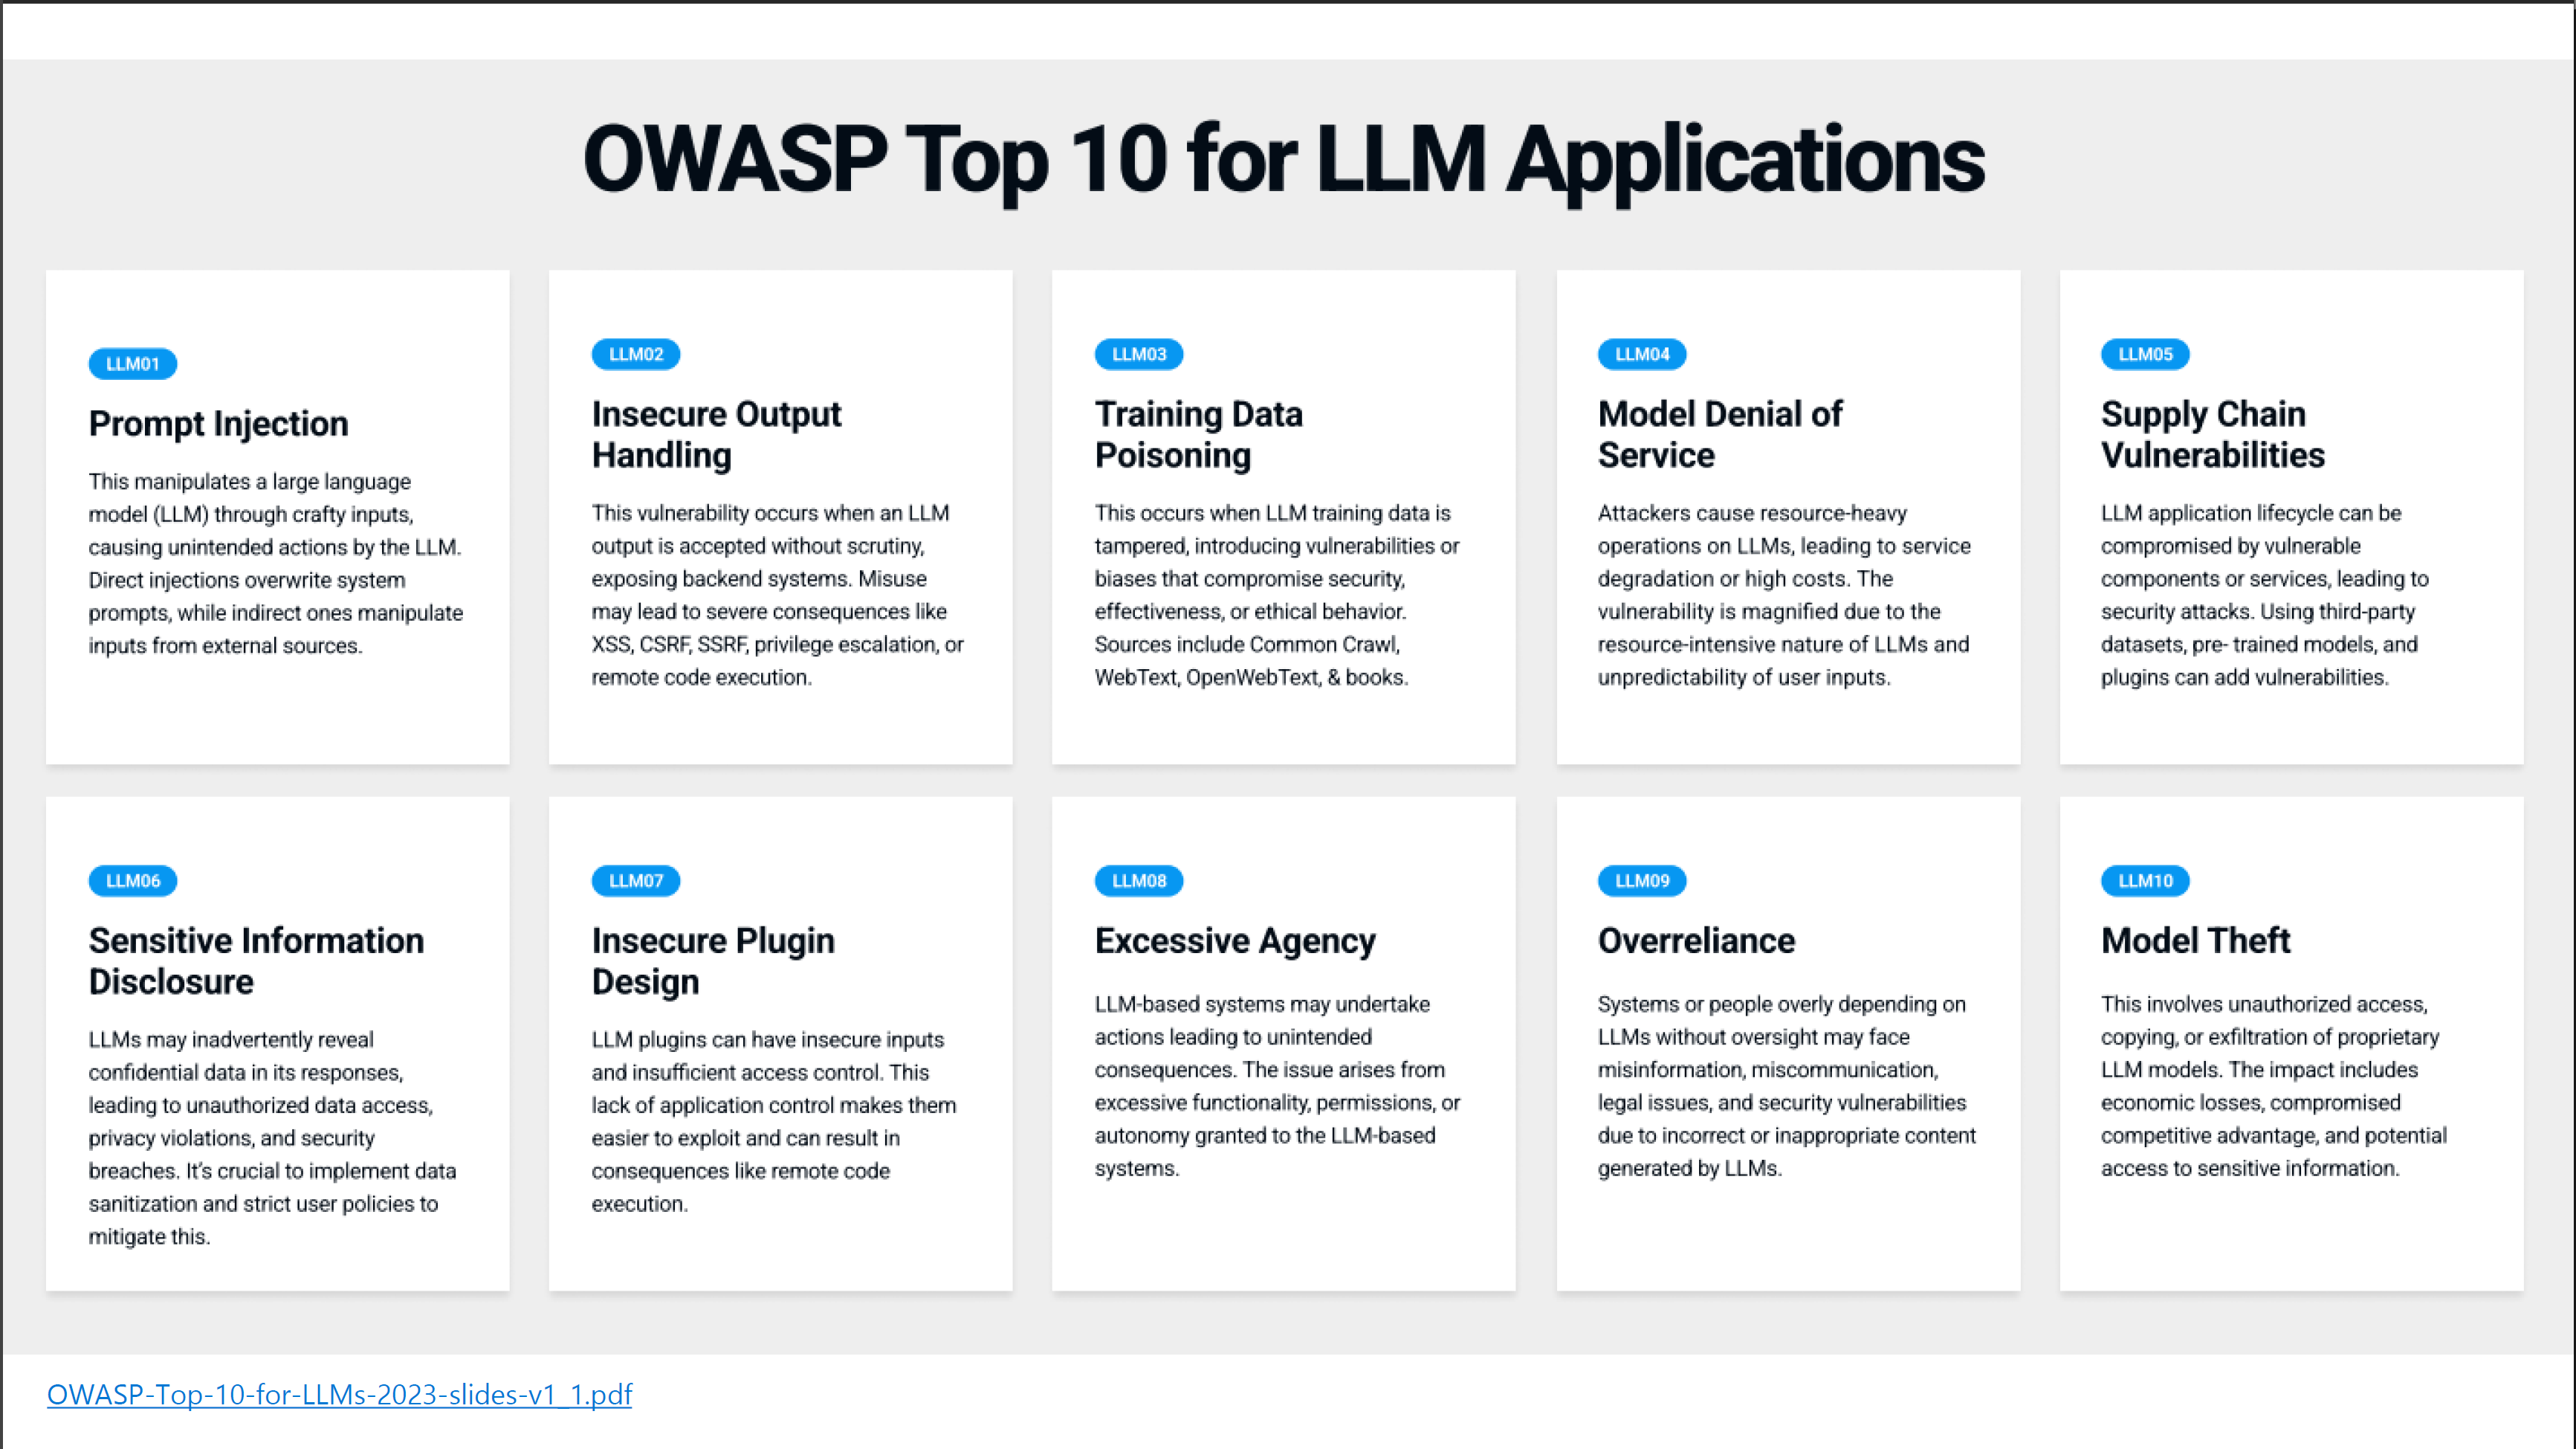 OWASP Top 10 for LLM Applications
LLM01
Prompt Injection
This manipulates a large language
model (LLM) through crafty inputs,
causing unintended actions by the LLM.
Direct injections overwrite system
prompts, while indirect ones manipulate
inputs from external sources.
LLM02
Insecure Output
Handling
This vulnerability occurs when an LLM
output is accepted without scrutiny,
exposing backend systems. Misuse
may lead to severe consequences like
XSS, CSRF, SSRF, privilege escalation, or
remote code execution.
LLM03
Training Data
Poisoning
This occurs when LLM training data is
tampered, introducing vulnerabilities or
biases that compromise security,
effectiveness, or ethical behavior.
Sources include Common Crawl,
WebText, OpenWebText, & books.
LLM04
Model Denial of
Service
Attackers cause resource-heavy
operations on LLMs, leading to service
degradation or high costs. The
vulnerability is magnified due to the
resource-intensive nature of LLMs and
unpredictability of user inputs.
LLM05
Supply Chain
Vulnerabilities
LLM application lifecycle can be
compromised by vulnerable
components or services, leading to
security attacks. Using third-party
datasets, pre- trained models, and
plugins can add vulnerabilities.
LLM06
Sensitive Information
Disclosure
LLMs may inadvertently reveal
confidential data in its responses,
leading to unauthorized data access,
privacy violations, and security
breaches. It's crucial to implement data
sanitization and strict user policies to
mitigate this.
LLM07
Insecure Plugin
Design
LLM plugins can have insecure inputs
and insufficient access control. This
lack of application control makes them
easier to exploit and can result in
consequences like remote code
execution.
LLM08
Excessive Agency
LLM-based systems may undertake
actions leading to unintended
consequences. The issue arises from
excessive functionality, permissions, or
autonomy granted to the LLM-based
systems.
LLM09
Overreliance
Systems or people overly depending on
LLMs without oversight may face
misinformation, miscommunication,
legal issues, and security vulnerabilities
due to incorrect or inappropriate content
generated by LLMs.
LLM10
Model Theft
This involves unauthorized access,
copying, or exfiltration of proprietary
LLM models. The impact includes
economic losses, compromised
competitive advantage, and potential
access to sensitive information.
OWASP-Top-10-for-LLMs-2023-slides-v1_1.pdf